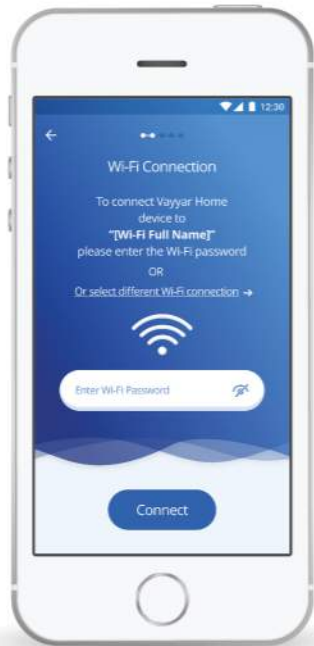 12:30
Wi-Fi Connection
To connect Vayyar Home
device to
"[Wi-Fi Full Name]"
please enter the Wi-Fi password
OR
Or select different Wi-Fi connection →
Enter Wi-Fi Password
Connect